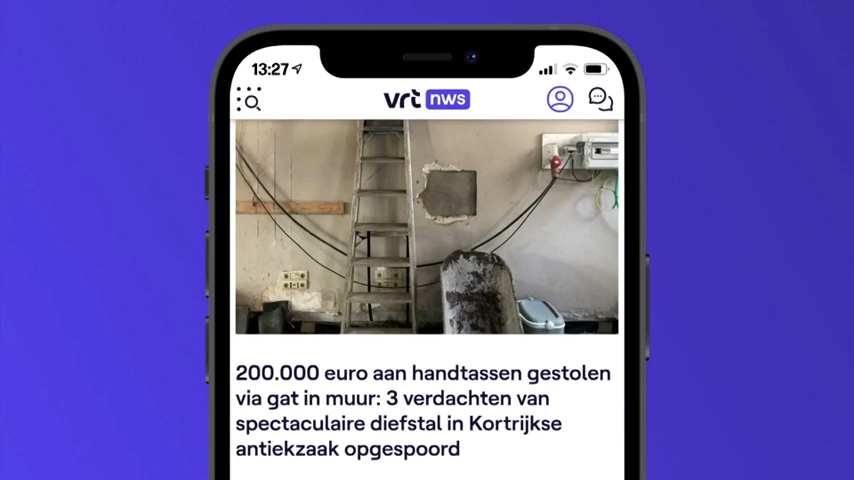 13:27
vrt nws
200.000 euro aan handtassen gestolen
via gat in muur: 3 verdachten van
spectaculaire diefstal in Kortrijkse
antiekzaak opgespoord